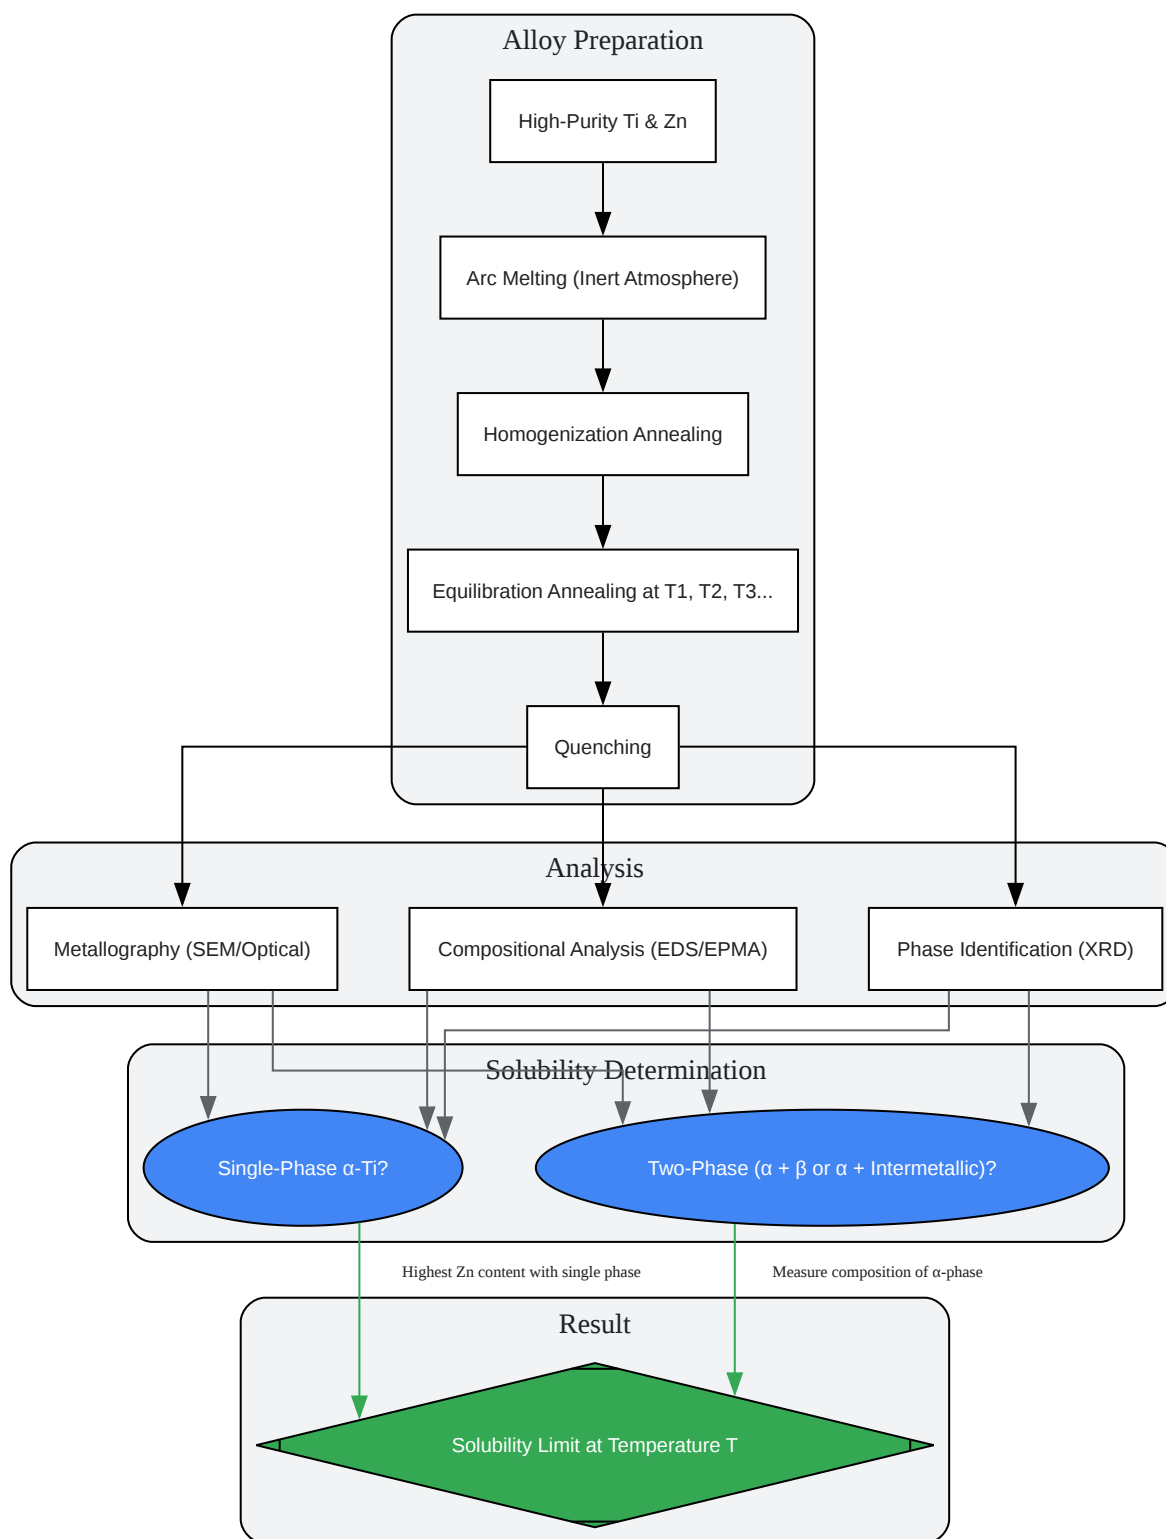 Alloy Preparation
High-Purity Ti & Zn
Arc Melting (Inert Atmosphere)
Homogenization Annealing
Equilibration Annealing at T1, T2, T3...
Quenching
Analysis
Metallography (SEM/Optical)
Compositional Analysis (EDS/EPMA)
Phase Identification (XRD)
Solubility Determination
Single-Phase α-Ti?
Two-Phase (α + β or α + Intermetallic)?
Highest Zn content with single phase
Measure composition of α-phase
Result
Solubility Limit at Temperature T